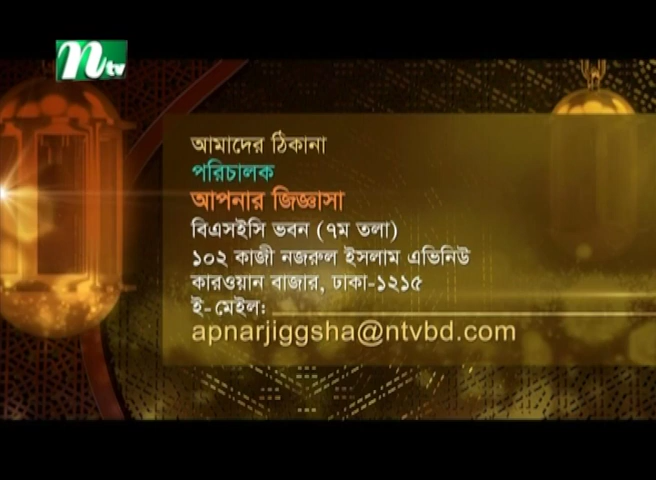 ntv
আমাদের ঠিকানা
পরিচালক
আপনার জিজ্ঞাসা
বিএসইসি ভবন (৭ম তলা)
১০২ কাজী নজরুল ইসলাম এভিনিউ
কারওয়ান বাজার, ঢাকা-১২১৫
ই-মেইল:
apnarjiggsha@ntvbd.com